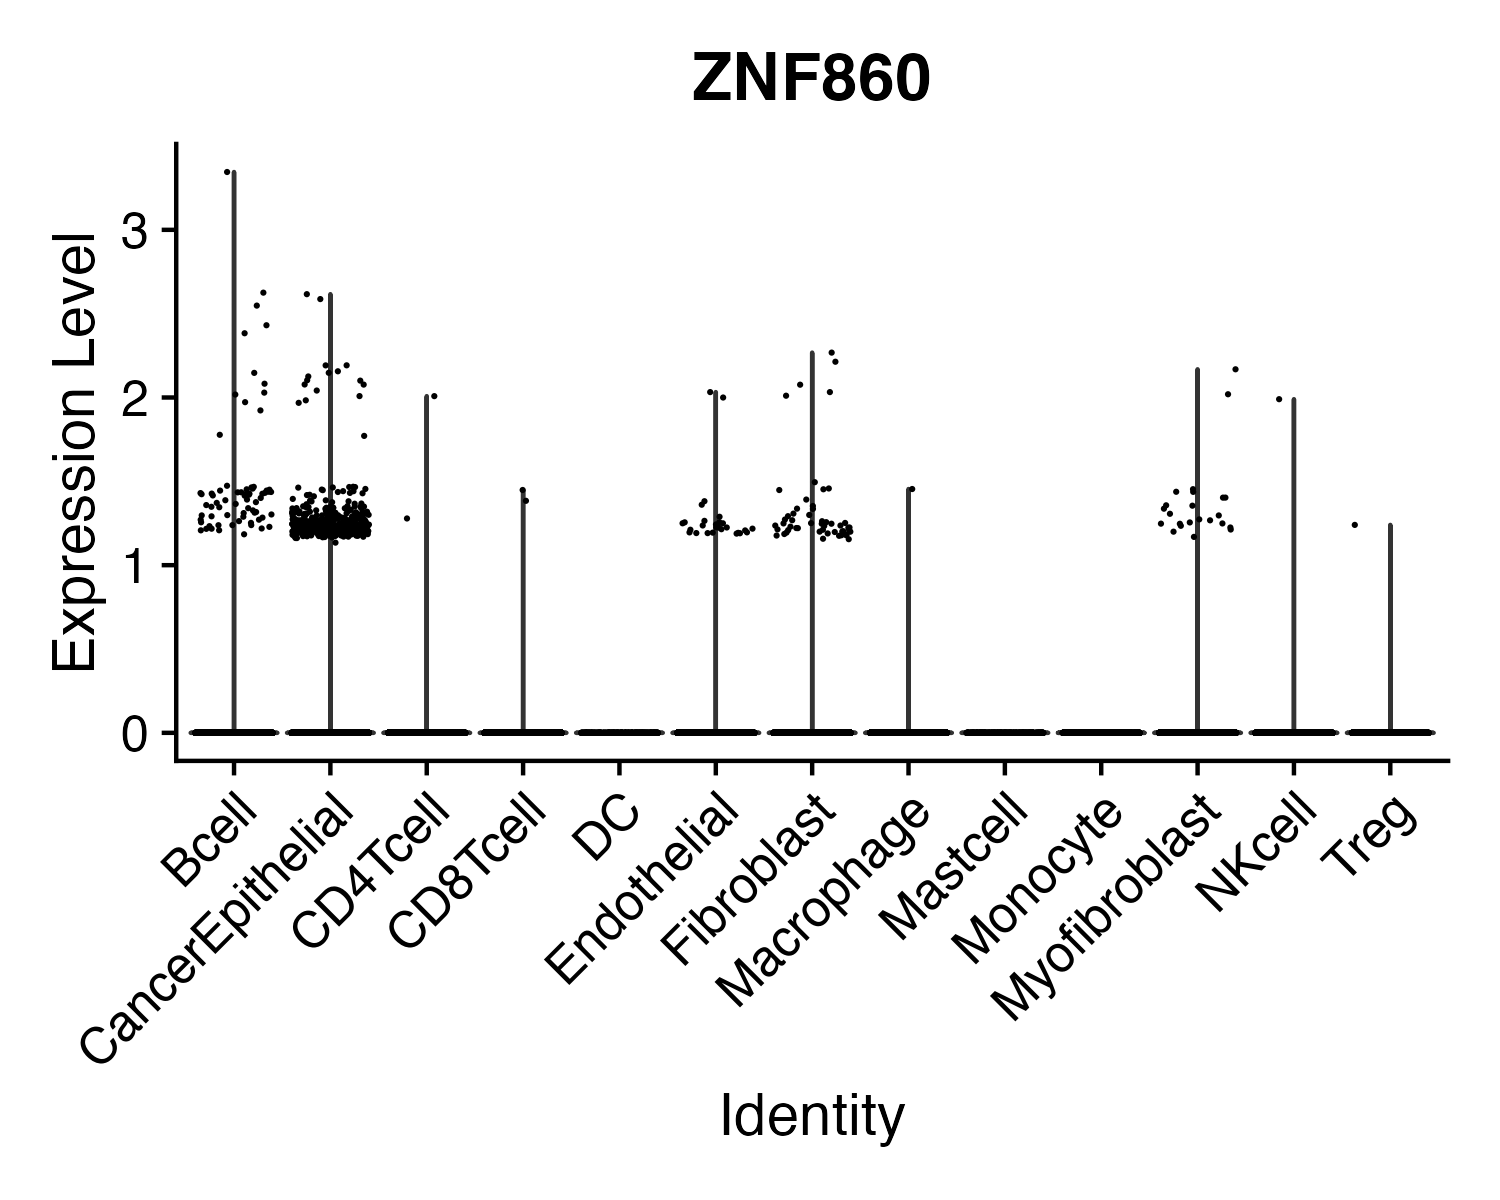 ZNF860
Expression Level
3
2
1
0
Bcell
CancerEpithelial
CD4Tcell
CD8Tcell
DC
Endothelial
Fibroblast
Macrophage
Mastcell
Monocyte
Myofibroblast
NKcell
Treg
Identity